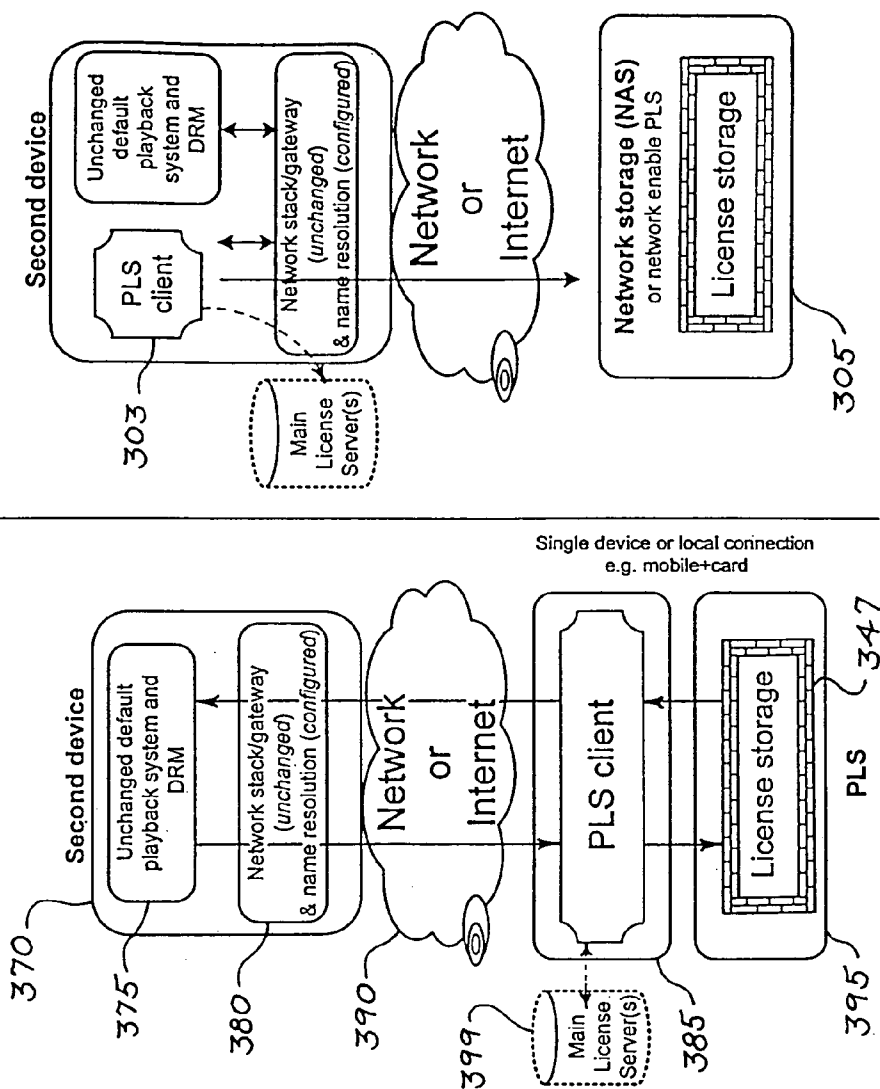 Second device
Unchanged
default
playback
system and
DRM
PLS
client
303
Network stack/gateway
(unchanged)
& name resolution (configured)
Main
License
Server(s)
Network
or
Internet
Network storage (NAS)
or network enable PLS
License storage
305
370
Second device
375
Unchanged default
playback system and
DRM
380
Network stack/gateway
(unchanged)
& name resolution (configured)
390
Network
or
Internet
Single device or local connection
e.g. mobile+card
399
Main
License
Server(s)
PLS client
385
License storage
347
395
PLS